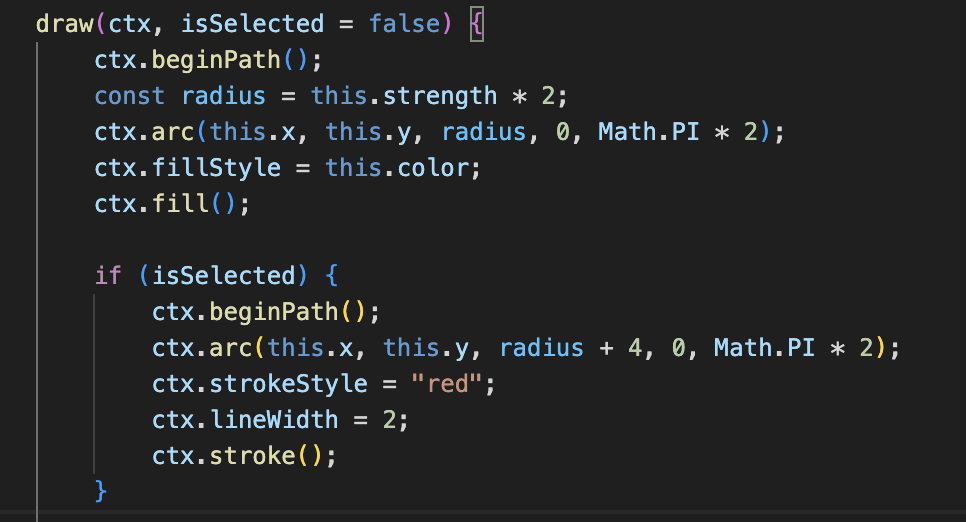 draw(ctx, isSelected = false) {
ctx.beginPath();
const radius = this.strength * 2;
ctx.arc(this.x, this.y, radius, 0, Math.PI * 2);
ctx.fillStyle = this.color;
ctx.fill();
if (isSelected) {
ctx.beginPath();
ctx.arc(this.x, this.y, radius + 4, 0, Math.PI * 2);
ctx.strokeStyle = "red";
ctx.lineWidth = 2;
ctx.stroke();
}